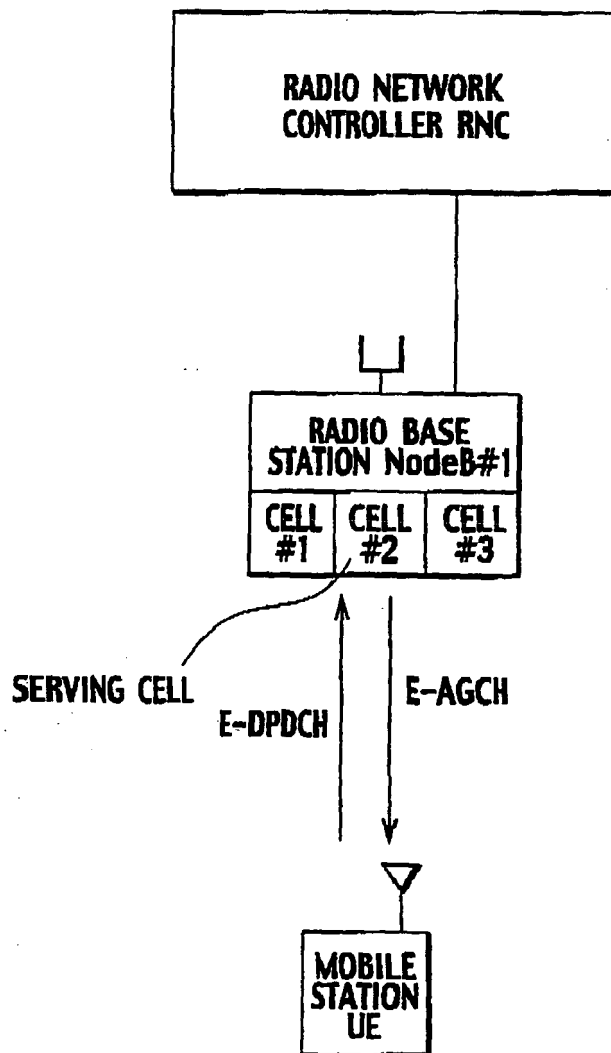 RADIO NETWORK
CONTROLLER RNC
RADIO BASE
STATION NodeB#1
CELL
#1
CELL
#2
CELL
#3
SERVING CELL
E-DPDCH
E-AGCH
MOBILE
STATION
UE